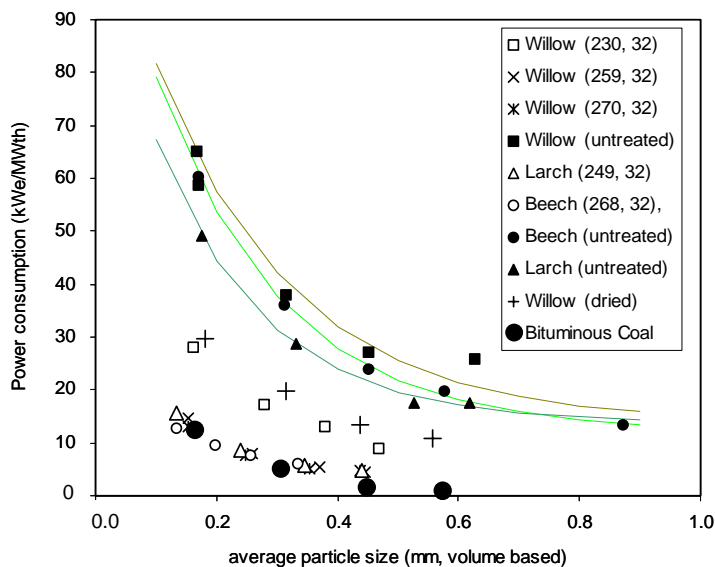 90
80
70
60
50
40
30
20
10
0
Power consumption (kWe/MWth)
Willow (230, 32)
Willow (259, 32)
Willow (270, 32)
Willow (untreated)
Larch (249, 32)
Beech (268, 32),
Beech (untreated)
Larch (untreated)
Willow (dried)
Bituminous Coal
0.0 0.2 0.4 0.6 0.8 1.0
average particle size (mm, volume based)